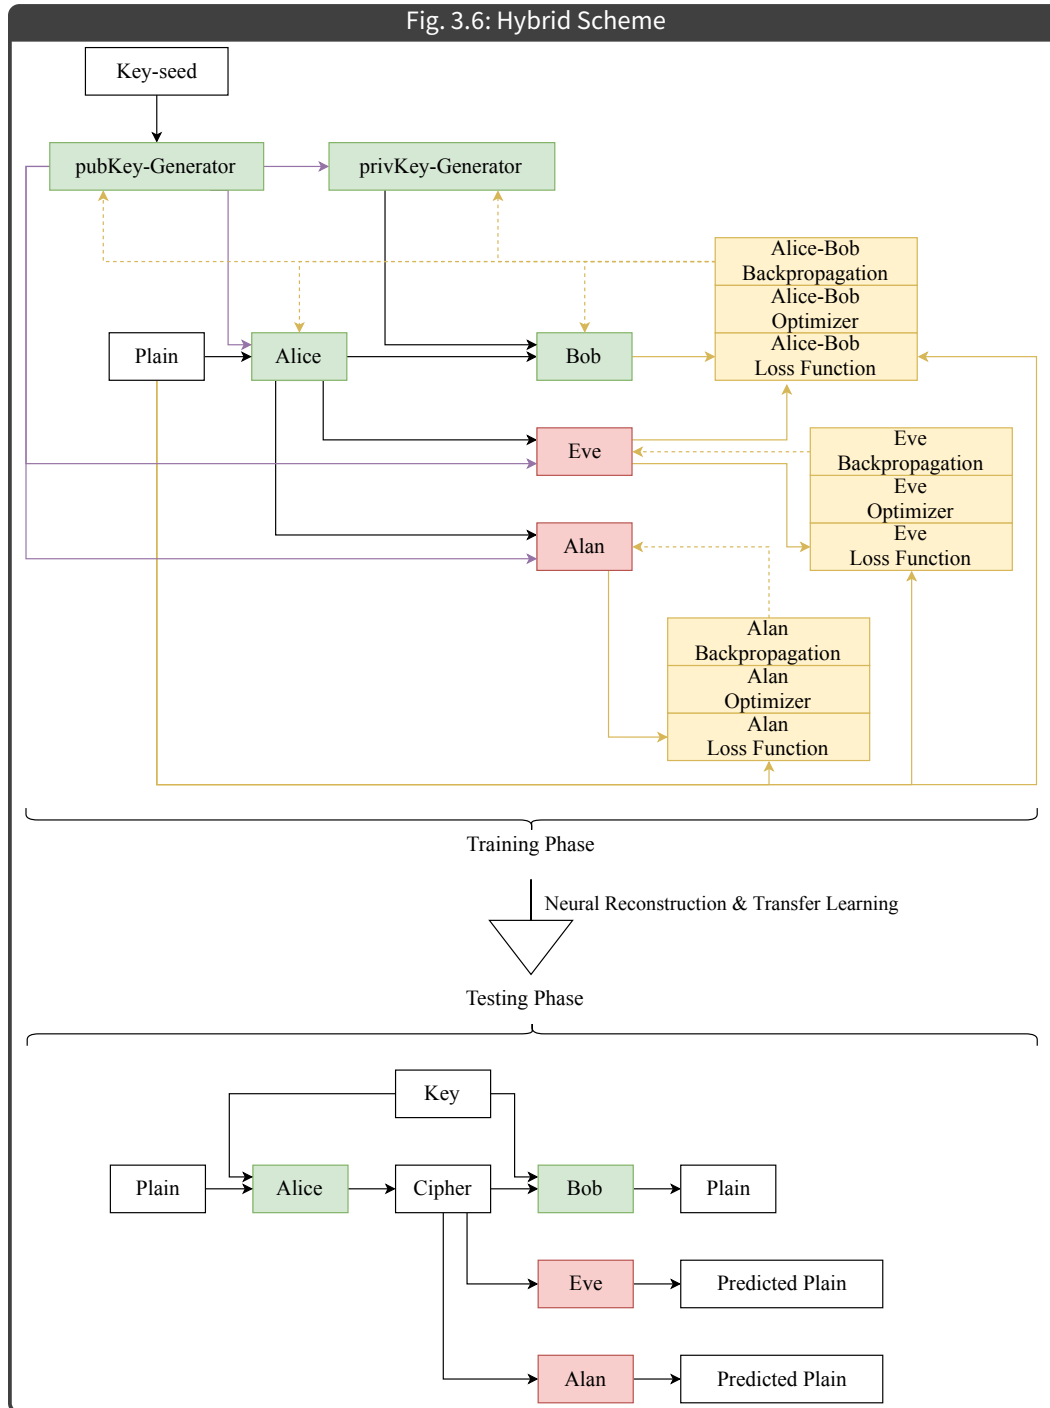 Fig. 3.6: Hybrid Scheme
Key-seed
pubKey-Generator
privKey-Generator
Alice-Bob
Backpropagation
Alice-Bob
Optimizer
Alice-Bob
Loss Function
Plain
Alice
Bob
Eve
Eve
Backpropagation
Eve
Optimizer
Eve
Loss Function
Alan
Alan
Backpropagation
Alan
Optimizer
Alan
Loss Function
Training Phase
Neural Reconstruction & Transfer Learning
Testing Phase
Key
Plain
Alice
Cipher
Bob
Plain
Eve
Predicted Plain
Alan
Predicted Plain